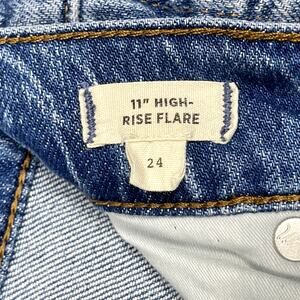 11" HIGH-
RISE FLARE
24